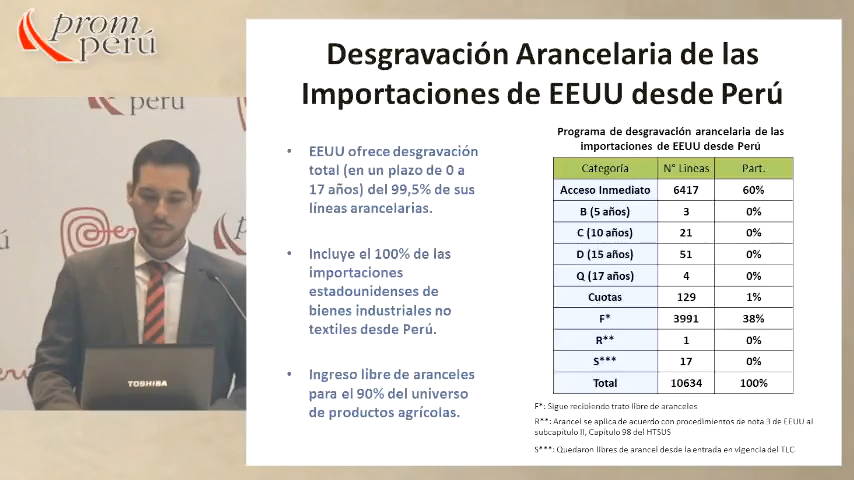 prom
perú
perú
TOSHIBA
Desgravación Arancelaria de las
Importaciones de EEUU desde Perú
• EEUU ofrece desgravación
total (en un plazo de 0 a
17 años) del 99,5% de sus
líneas arancelarias.
• Incluye el 100% de las
importaciones
estadounidenses de
bienes industriales no
textiles desde Perú.
• Ingreso libre de aranceles
para el 90% del universo
de productos agrícolas.
Programa de desgravación arancelaria de las
importaciones de EEUU desde Perú
Categoría N° Lineas Part.
Acceso Inmediato 6417 60%
B (5 años) 3 0%
C (10 años) 21 0%
D (15 años) 51 0%
Q (17 años) 4 0%
Cuotas 129 1%
F* 3991 38%
R** 1 0%
S*** 17 0%
Total 10634 100%
F*: Sigue recibiendo trato libre de aranceles
R**: Arancel se aplica de acuerdo con procedimientos de nota 3 de EEUU al
subcapítulo II, Capítulo 98 del HTSUS
S***: Quedaron libres de arancel desde la entrada en vigencia del TLC